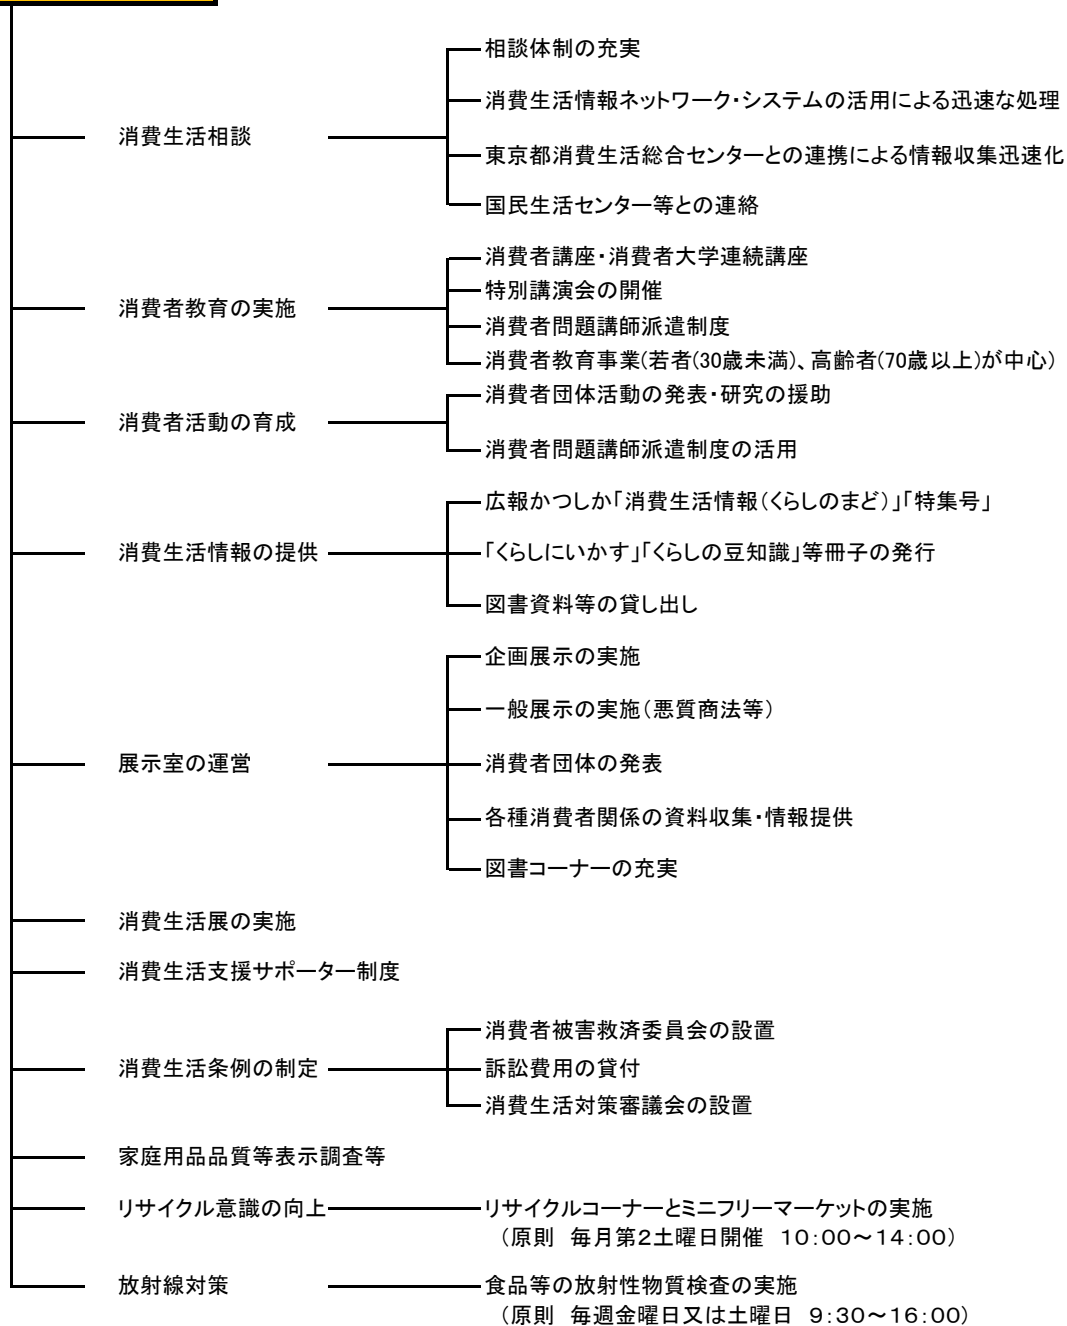 消費生活相談
相談体制の充実
消費生活情報ネットワーク・システムの活用による迅速な処理
東京都消費生活総合センターとの連携による情報収集迅速化
国民生活センター等との連絡
消費者教育の実施
消費者講座・消費者大学連続講座
特別講演会の開催
消費者問題講師派遣制度
消費者教育事業(若者(30歳未満)、高齢者(70歳以上)が中心)
消費者活動の育成
消費者団体活動の発表・研究の援助
消費者問題講師派遣制度の活用
消費生活情報の提供
広報かつしか「消費生活情報(くらしのまど)」「特集号」
「くらしにいかす」「くらしの豆知識」等冊子の発行
図書資料等の貸し出し
展示室の運営
企画展示の実施
一般展示の実施(悪質商法等)
消費者団体の発表
各種消費者関係の資料収集・情報提供
図書コーナーの充実
消費生活展の実施
消費生活支援サポーター制度
消費生活条例の制定
消費者被害救済委員会の設置
訴訟費用の貸付
消費生活対策審議会の設置
家庭用品品質等表示調査等
リサイクル意識の向上
リサイクルコーナーとミニフリーマーケットの実施
(原則 毎月第2土曜日開催 10:00~14:00)
放射線対策
食品等の放射性物質検査の実施
(原則 毎週金曜日又は土曜日 9:30~16:00)